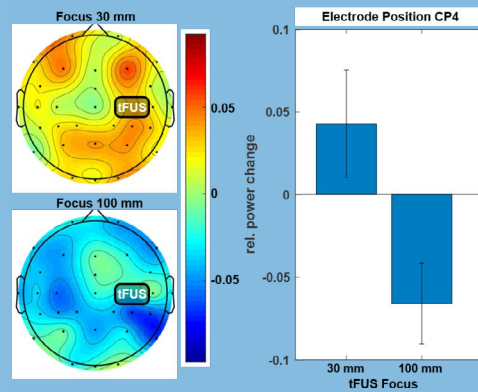 Focus 30 mm
tFUS
Focus 100 mm
tFUS
0.05
0
-0.05
Electrode Position CP4
rel. power change
0.1
0.05
0
-0.05
-0.1
30 mm
100 mm
tFUS Focus